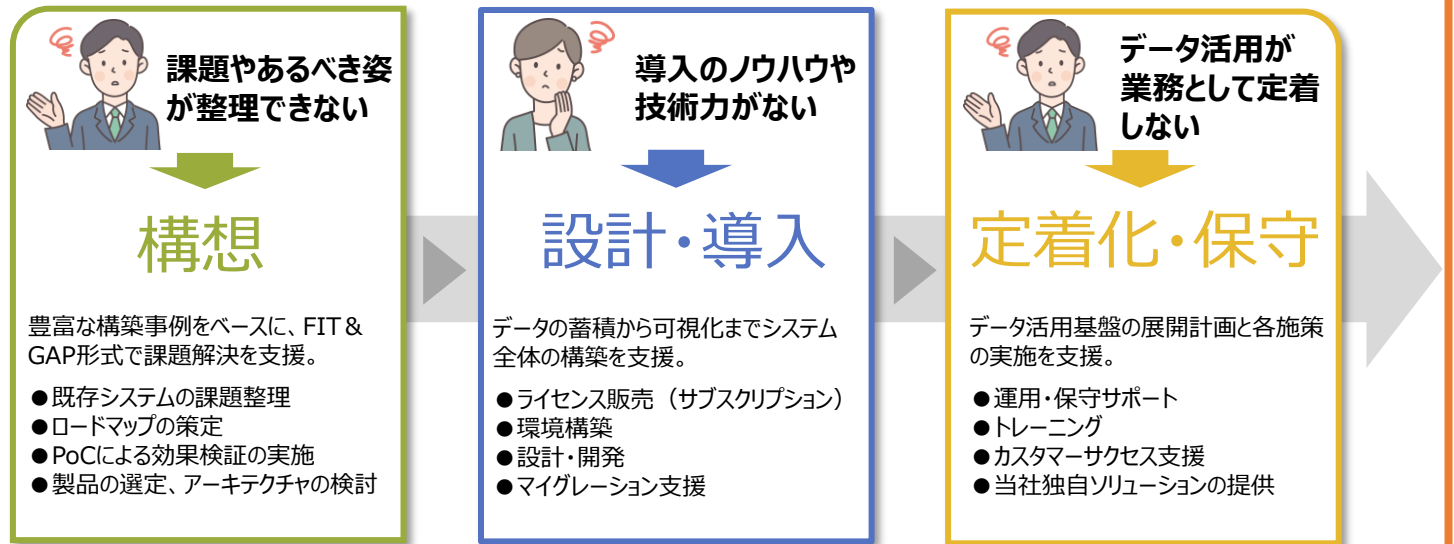 課題やあるべき姿
が整理できない
構想
豊富な構築事例をベースに、FIT＆
GAP形式で課題解決を支援。
●既存システムの課題整理
●ロードマップの策定
●PoCによる効果検証の実施
●製品の選定、アーキテクチャの検討
導入のノウハウや
技術力がない
設計・導入
データの蓄積から可視化までシステム
全体の構築を支援。
●ライセンス販売（サブスクリプション）
●環境構築
●設計・開発
●マイグレーション支援
データ活用が
業務として定着
しない
定着化・保守
データ活用基盤の展開計画と各施策
の実施を支援。
●運用・保守サポート
●トレーニング
●カスタマーサクセス支援
●当社独自ソリューションの提供